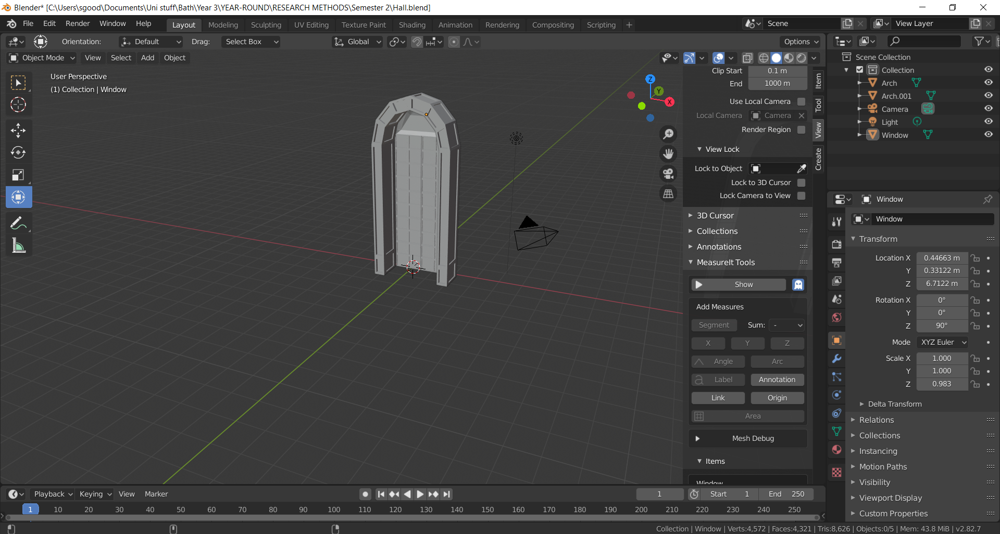 Blender* [C:\Users\sgood\Documents\Uni stuff\Bath\Year 3\YEAR-ROUND\RESEARCH METHODS\Semester 2\Hall.blend]
File Edit Render Window Help Layout Modeling Sculpting UV Editing Texture Paint Shading Animation Rendering Compositing Scripting + Scene View Layer
Orientation: Default Drag: Select Box Global Options
Object Mode View Select Add Object
User Perspective
(1) Collection | Window
Z
Y
X
Clip Start 0.1 m
End 1000 m
Use Local Camera
Local Camera Camera
Render Region
View Lock
Lock to Object
Lock to 3D Cursor
Lock Camera to View
3D Cursor
Collections
Annotations
MeasureIt Tools
Show
Add Measures
Segment Sum: -
X Y Z
Angle Arc
a Label Annotation
Link Origin
Area
Mesh Debug
Items
Window
Item
Tool
View
Create
Scene Collection
Collection
Arch
Arch.001
Camera
Light
Window
Window
Window
Transform
Location X 0.44663 m
Y 0.33122 m
Z 6.7122 m
Rotation X 0°
Y 0°
Z 90°
Mode XYZ Euler
Scale X 1.000
Y 1.000
Z 0.983
Delta Transform
Relations
Collections
Instancing
Motion Paths
Visibility
Viewport Display
Custom Properties
Playback Keying View Marker 1 Start 1 End 250
1 10 20 30 40 50 60 70 80 90 100 110 120 130 140 150 160 170 180 190 200 210 220 230 240 250
Collection | Window | Verts:4,572 | Faces:4,321 | Tris:8,626 | Objects:0/5 | Mem: 43.8 MiB | v2.82.7